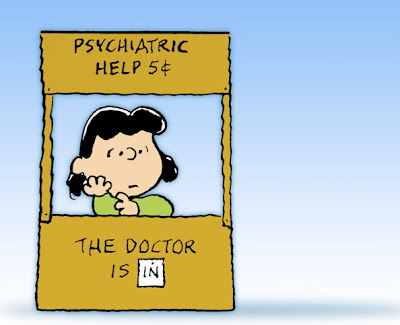 PSYCHIATRIC
HELP 5¢
THE DOCTOR
IS IN